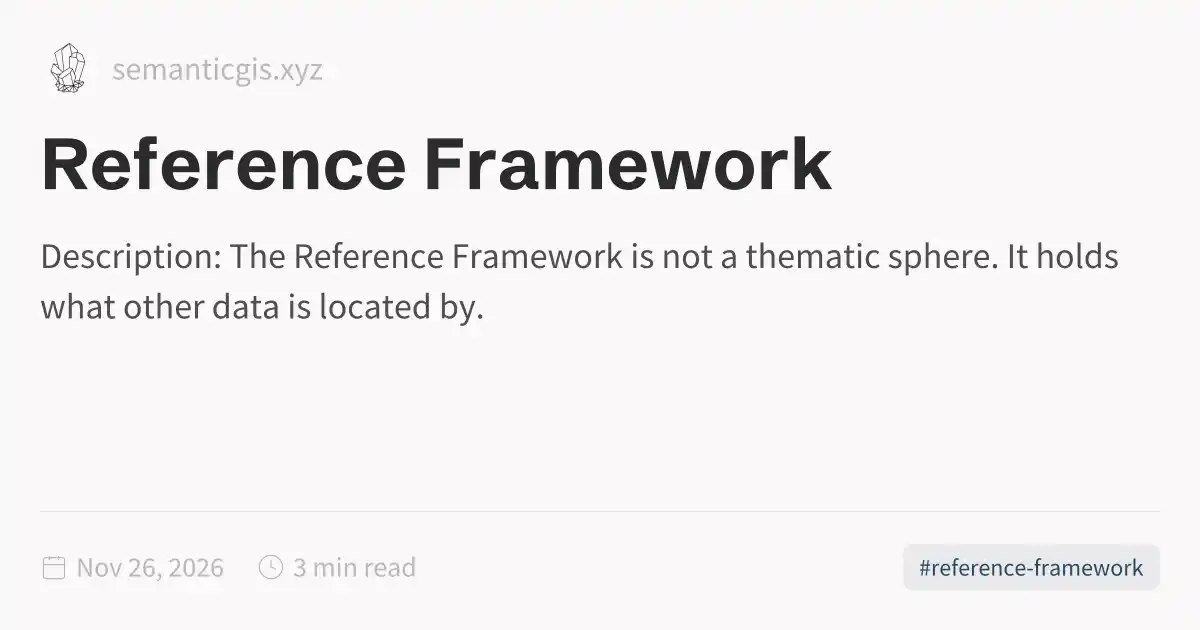 semanticgis.xyz
Reference Framework
Description: The Reference Framework is not a thematic sphere. It holds
what other data is located by.
Nov 26, 2026
3 min read
#reference-framework